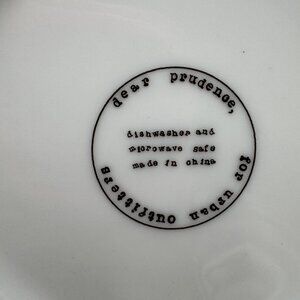 dear prudence,
for urban outfitters
dishwasher and
microwave safe
made in china